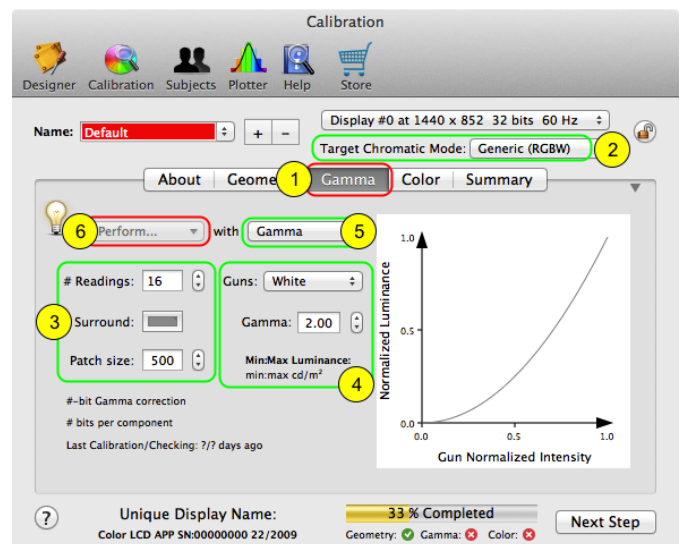 Calibration
Designer Calibration Subjects Plotter Help Store
Name: Default + - Display #0 at 1440 x 852 32 bits 60 Hz
Target Chromatic Mode: Generic (RGBW) 2
About Geome 1 Gamma Color Summary
6 Perform... with Gamma 5
# Readings: 16 Guns: White
3 Surround: Gamma: 2.00
Patch size: 500 Min:Max Luminance:
min:max cd/m² 4
#-bit Gamma correction
# bits per component
Last Calibration/Checking: ?/? days ago
Normalized Luminance
1.0
0.5
0.0
0.0 0.5 1.0
Gun Normalized Intensity
? Unique Display Name: 33 % Completed Next Step
Color LCD APP SN:00000000 22/2009 Geometry: Gamma: Color: